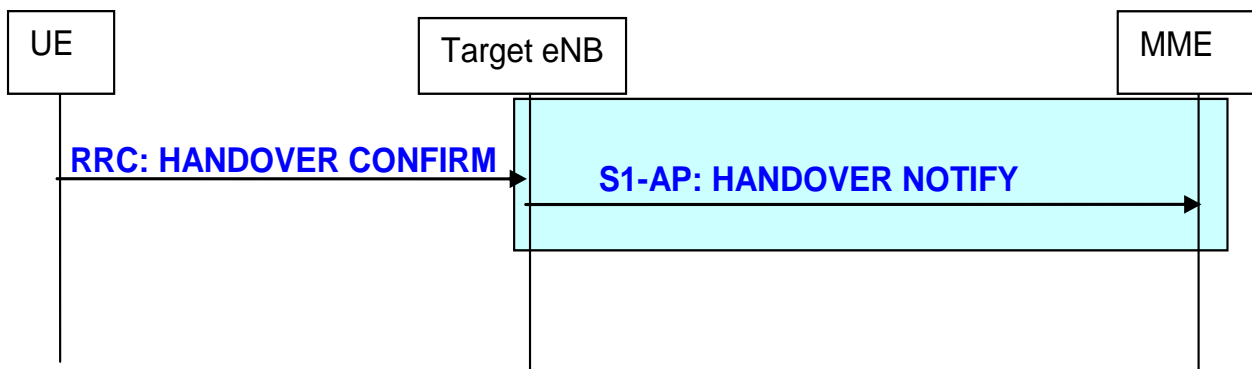 UE
Target eNB
MME
RRC: HANDOVER CONFIRM
S1-AP: HANDOVER NOTIFY